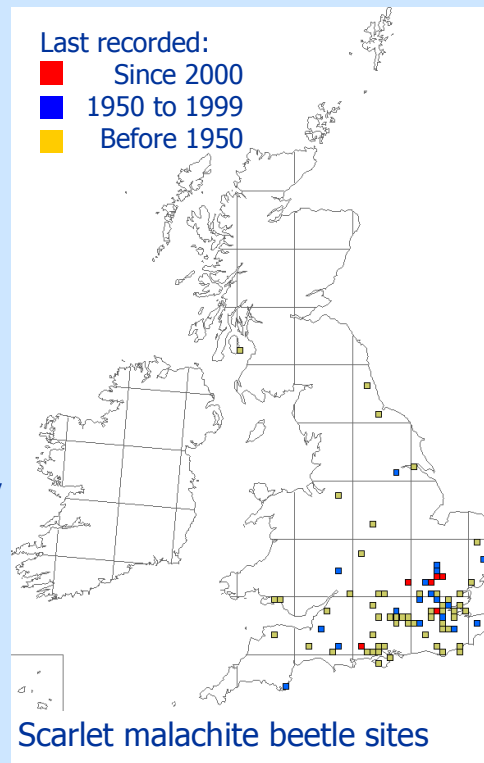 Last recorded:
Since 2000
1950 to 1999
Before 1950
Scarlet malachite beetle sites